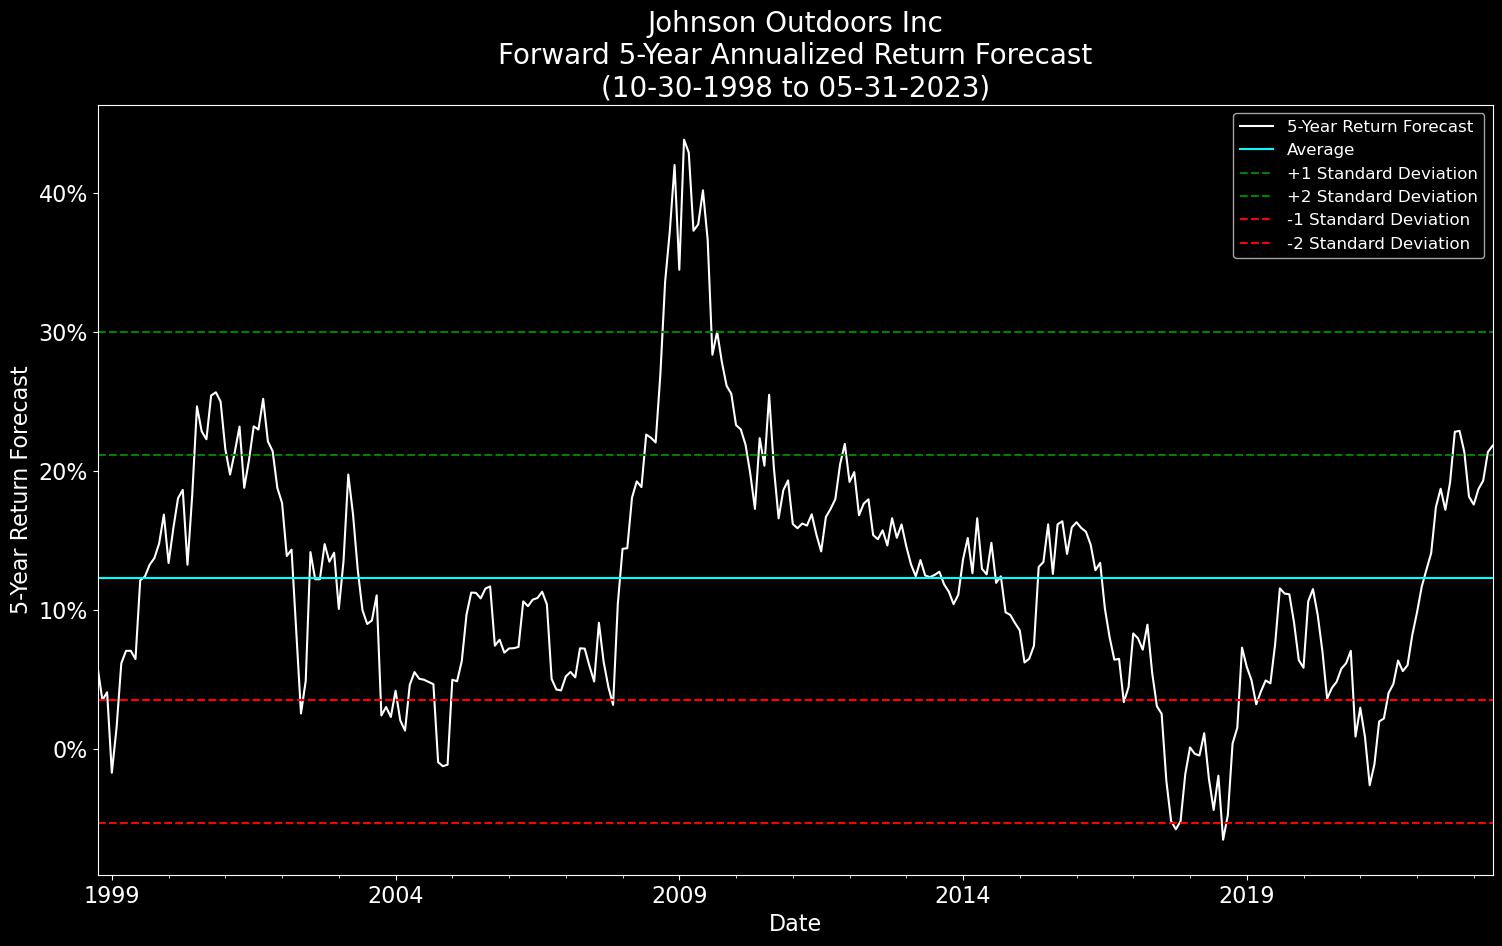 Johnson Outdoors Inc
Forward 5-Year Annualized Return Forecast
(10-30-1998 to 05-31-2023)
5-Year Return Forecast
Average
+1 Standard Deviation
+2 Standard Deviation
-1 Standard Deviation
-2 Standard Deviation
5-Year Return Forecast
40%
30%
20%
10%
0%
1999
2004
2009
2014
2019
Date